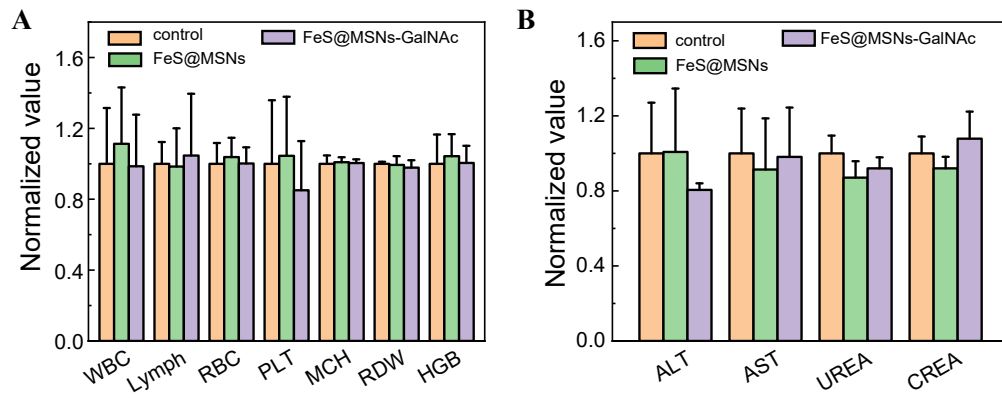 A
control
FeS@MSNs-GalNAc
FeS@MSNs
Normalized value
1.6
1.2
0.8
0.4
0.0
WBC
Lymph
RBC
PLT
MCH
RDW
HGB
B
control
FeS@MSNs-GalNAc
FeS@MSNs
Normalized value
1.6
1.2
0.8
0.4
0.0
ALT
AST
UREA
CREA